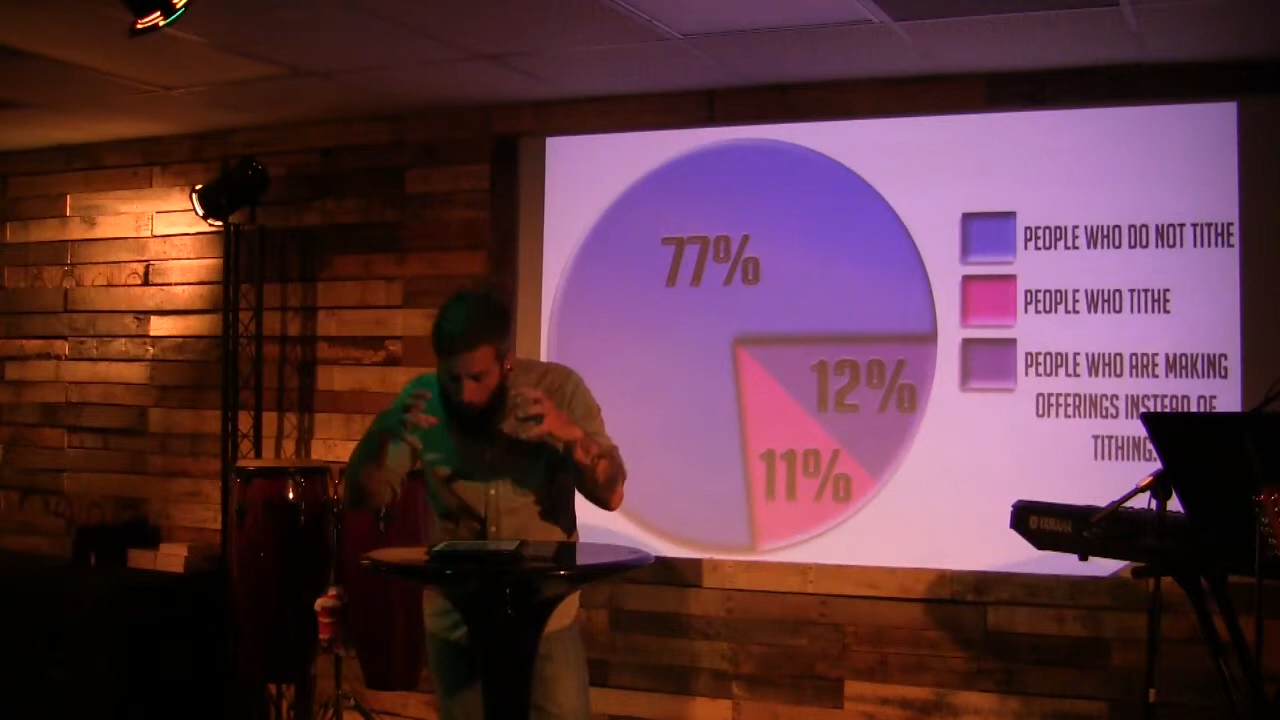 77%
12%
11%
PEOPLE WHO DO NOT TITHE
PEOPLE WHO TITHE
PEOPLE WHO ARE MAKING
OFFERINGS INSTEAD OF
TITHING.
YAMAHA